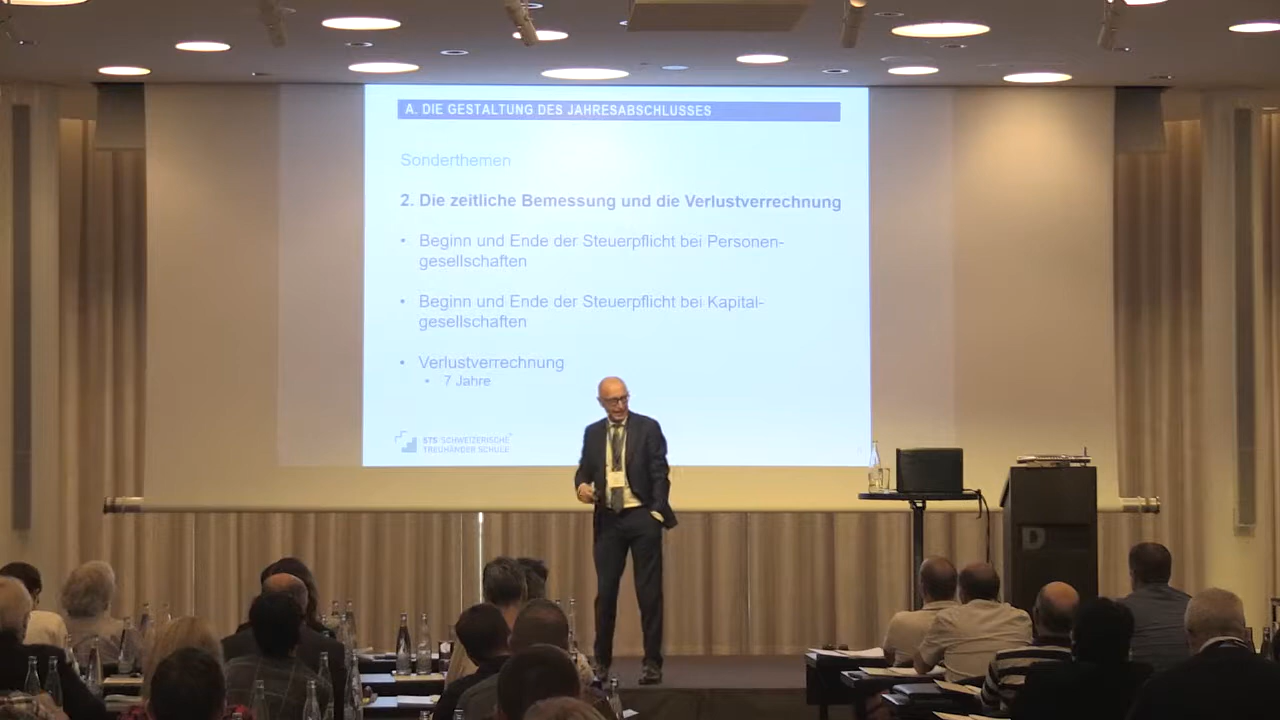 A. DIE GESTALTUNG DES JAHRESABSCHLUSSES
Sonderthemen
2. Die zeitliche Bemessung und die Verlustverrechnung
• Beginn und Ende der Steuerpflicht bei Personen-
gesellschaften
• Beginn und Ende der Steuerpflicht bei Kapital-
gesellschaften
• Verlustverrechnung
• 7 Jahre
STS SCHWEIZERISCHE
TREUHÄNDER SCHULE
D